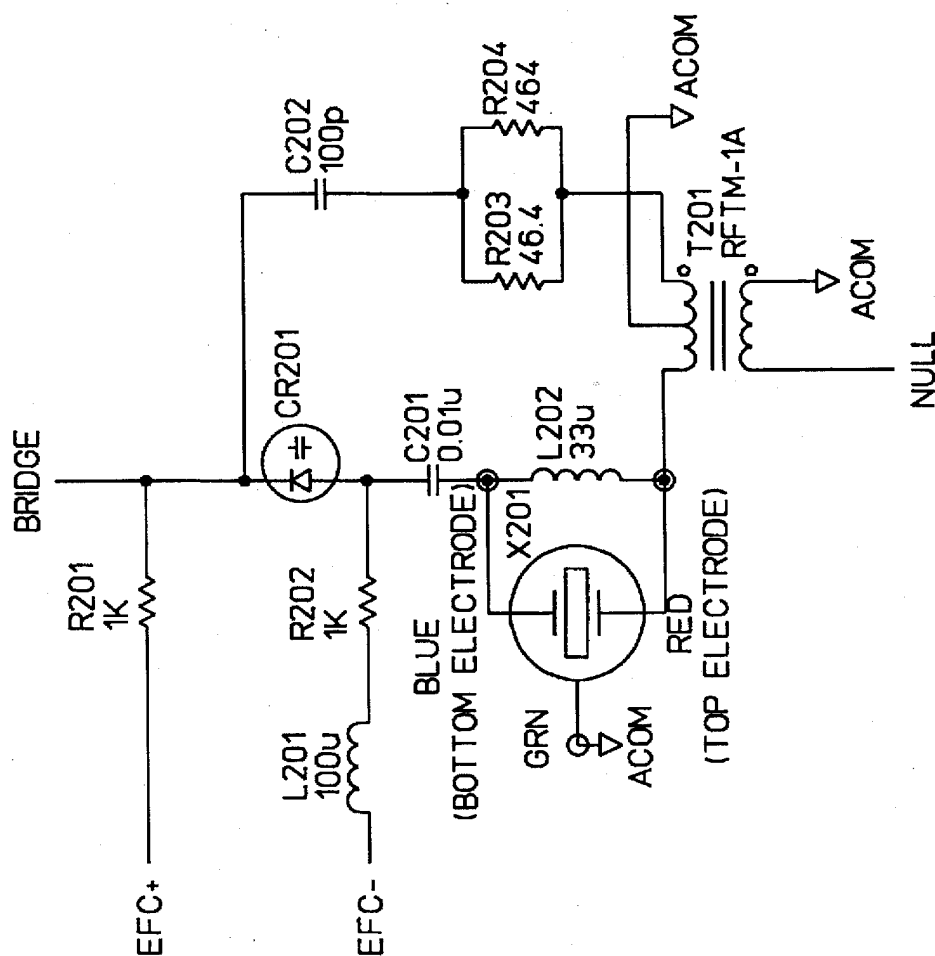 BRIDGE
R201
1K
EFC+
C202
100p
CR201
R203
46.4
R204
464
L201
100u
R202
1K
EFC-
C201
0.01u
BLUE
(BOTTOM ELECTRODE)
X201
L202
33u
GRN
ACOM
RED
(TOP ELECTRODE)
ACOM
T201
RFTM-1A
ACOM
NULL